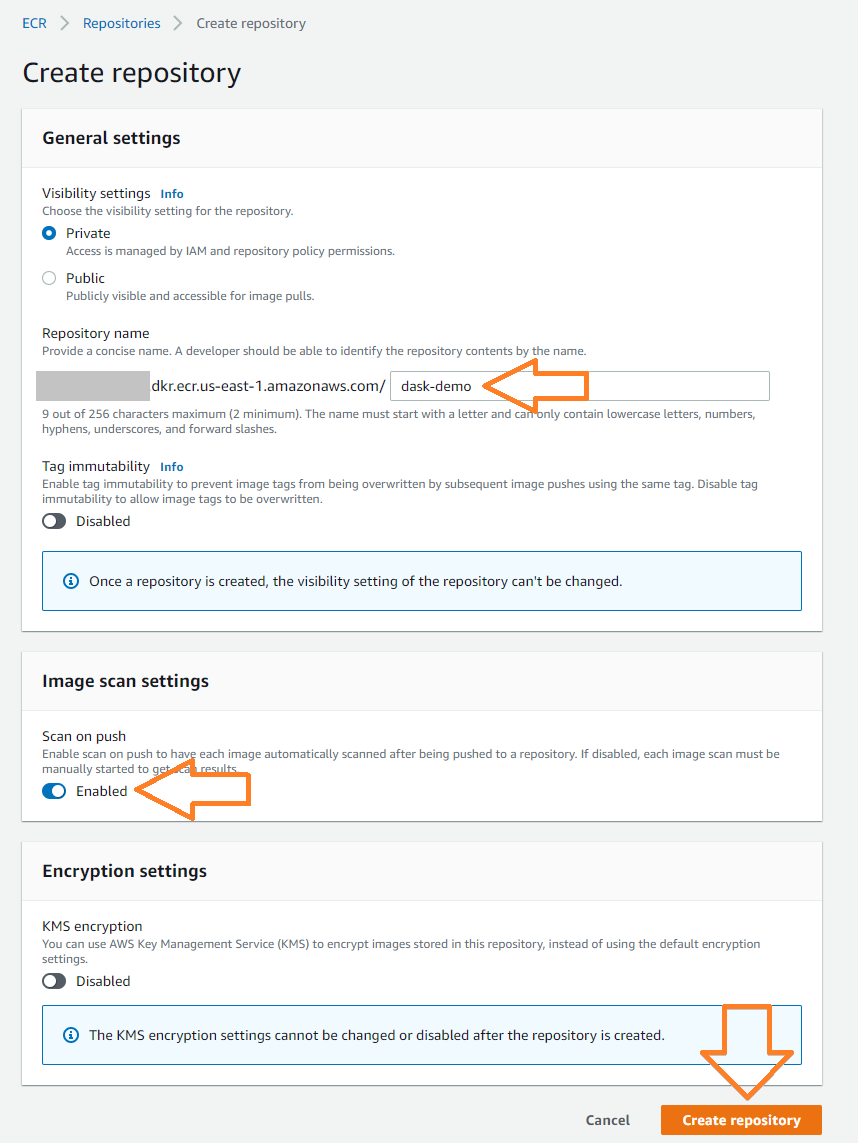 ECR > Repositories > Create repository
Create repository
General settings
Visibility settings Info
Choose the visibility setting for the repository.
Private
Access is managed by IAM and repository policy permissions.
Public
Publicly visible and accessible for image pulls.
Repository name
Provide a concise name. A developer should be able to identify the repository contents by the name.
dkr.ecr.us-east-1.amazonaws.com/ dask-demo
9 out of 256 characters maximum (2 minimum). The name must start with a letter and can only contain lowercase letters, numbers,
hyphens, underscores, and forward slashes.
Tag immutability Info
Enable tag immutability to prevent image tags from being overwritten by subsequent image pushes using the same tag. Disable tag
immutability to allow image tags to be overwritten.
Disabled
Once a repository is created, the visibility setting of the repository can't be changed.
Image scan settings
Scan on push
Enable scan on push to have each image automatically scanned after being pushed to a repository. If disabled, each image scan must be
manually started to get scan results.
Enabled
Encryption settings
KMS encryption
You can use AWS Key Management Service (KMS) to encrypt images stored in this repository, instead of using the default encryption
settings.
Disabled
The KMS encryption settings cannot be changed or disabled after the repository is created.
Cancel Create repository